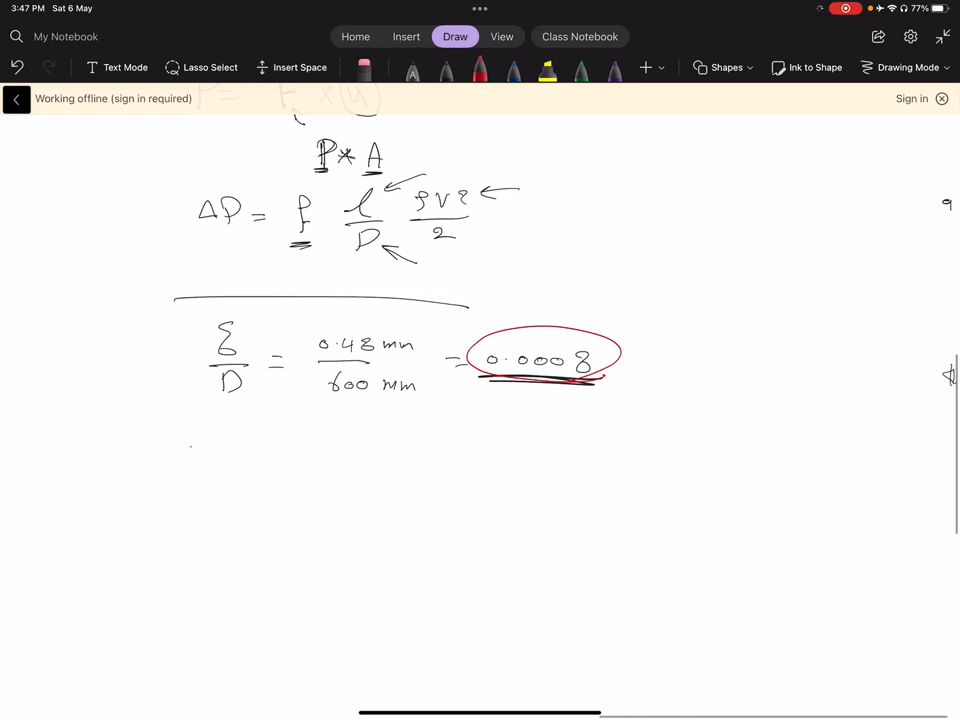 3:47 PM Sat 6 May
77%
My Notebook
Home Insert Draw View Class Notebook
Text Mode Lasso Select Insert Space Shapes Ink to Shape Drawing Mode
Working offline (sign in required) Sign in
P * A
ΔP = f l/D ρV2/2
ε/D = 0.48 mm/600 mm = 0.0008